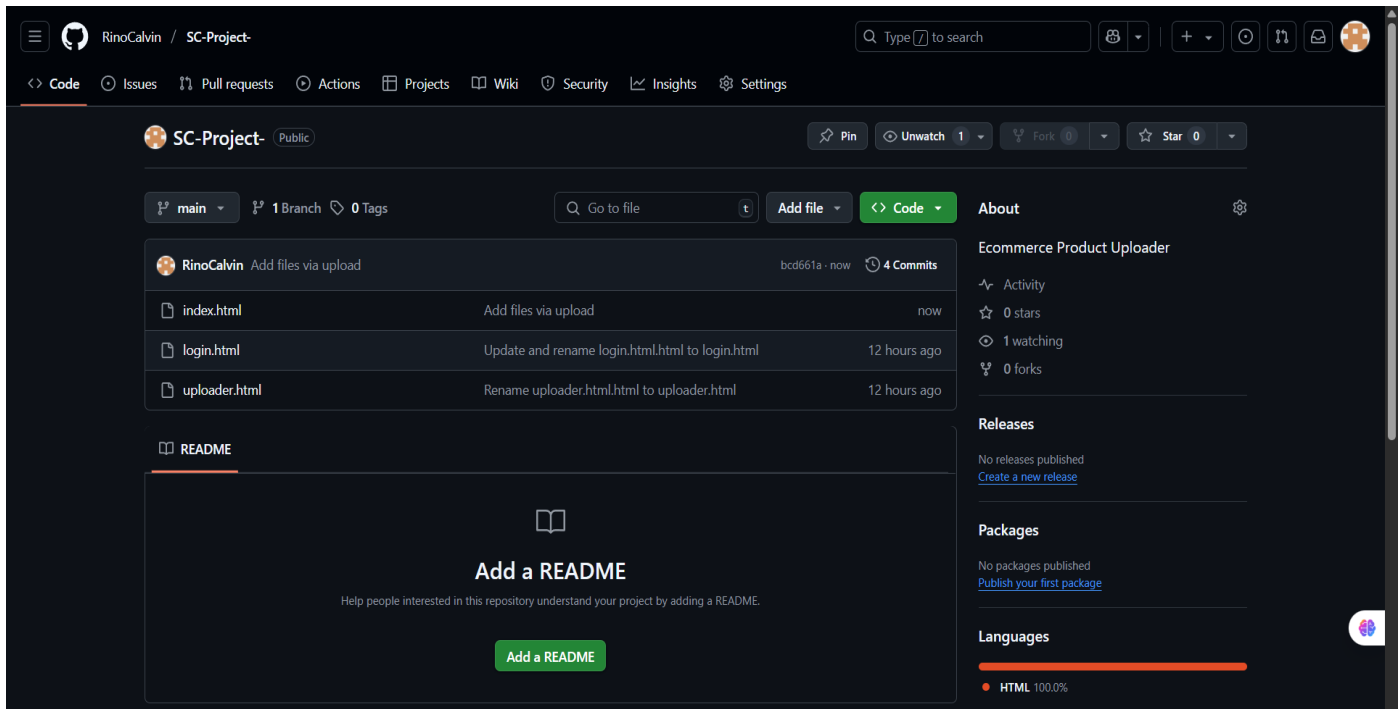 RinoCalvin / SC-Project-
Type / to search
Code Issues Pull requests Actions Projects Wiki Security Insights Settings
SC-Project- Public
Pin Unwatch 1 Fork 0 Star 0
main 1 Branch 0 Tags Go to file t Add file Code
RinoCalvin Add files via upload bcd661a · now 4 Commits
index.html Add files via upload now
login.html Update and rename login.html.html to login.html 12 hours ago
uploader.html Rename uploader.html.html to uploader.html 12 hours ago
README
Add a README
Help people interested in this repository understand your project by adding a README.
Add a README
About
Ecommerce Product Uploader
Activity
0 stars
1 watching
0 forks
Releases
No releases published
Create a new release
Packages
No packages published
Publish your first package
Languages
HTML 100.0%